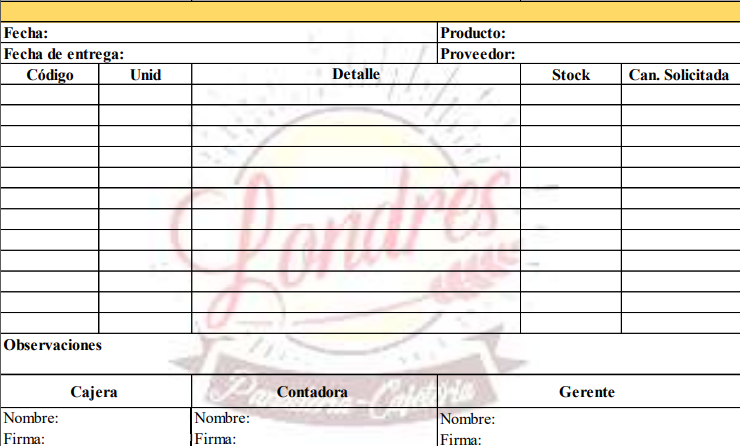 Fecha: Producto:
Fecha de entrega: Proveedor:
Código Unid Detalle Stock Can. Solicitada
Londres
Observaciones
Panadería-Cafetería
Cajera Contadora Gerente
Nombre: Nombre: Nombre:
Firma: Firma: Firma: